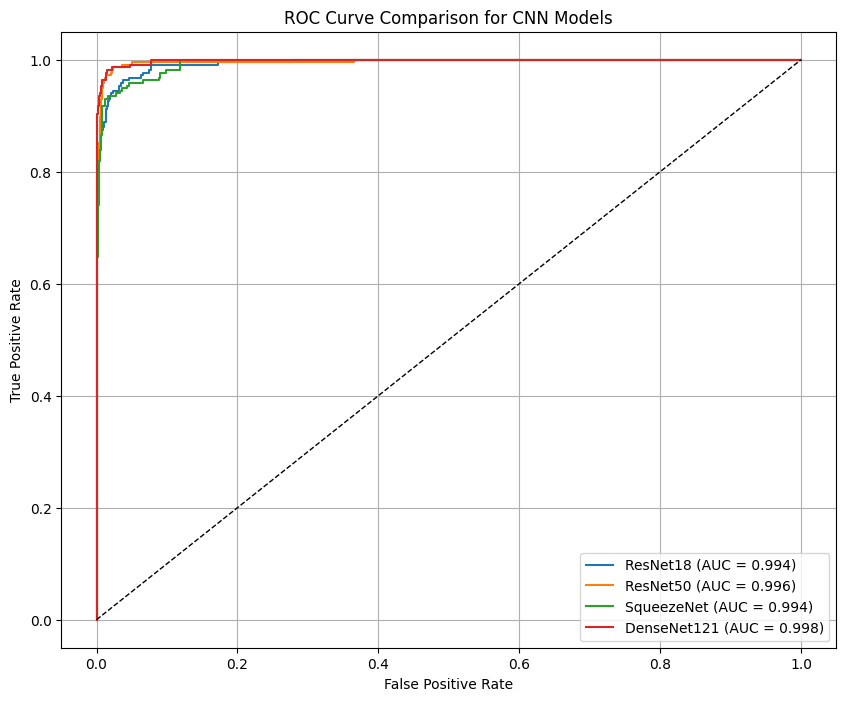 ROC Curve Comparison for CNN Models
True Positive Rate
1.0
0.8
0.6
0.4
0.2
0.0
0.0 0.2 0.4 0.6 0.8 1.0
False Positive Rate
ResNet18 (AUC = 0.994)
ResNet50 (AUC = 0.996)
SqueezeNet (AUC = 0.994)
DenseNet121 (AUC = 0.998)